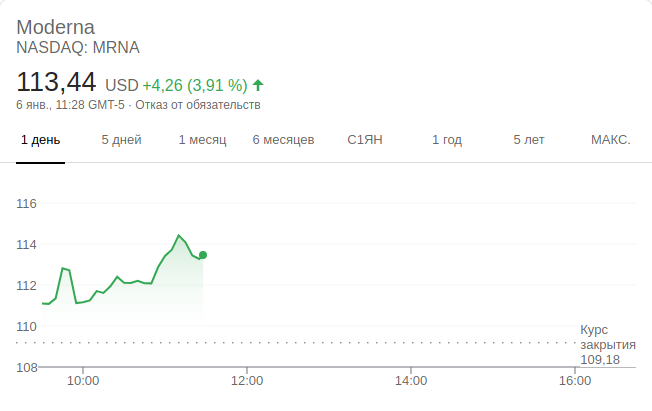 Moderna
NASDAQ: MRNA
113,44 USD +4,26 (3,91 %)
6 янв., 11:28 GMT-5 · Отказ от обязательств
1 день 5 дней 1 месяц 6 месяцев С1ЯН 1 год 5 лет МАКС.
116
114
112
110
Курс
закрытия
109,18
108
10:00 12:00 14:00 16:00